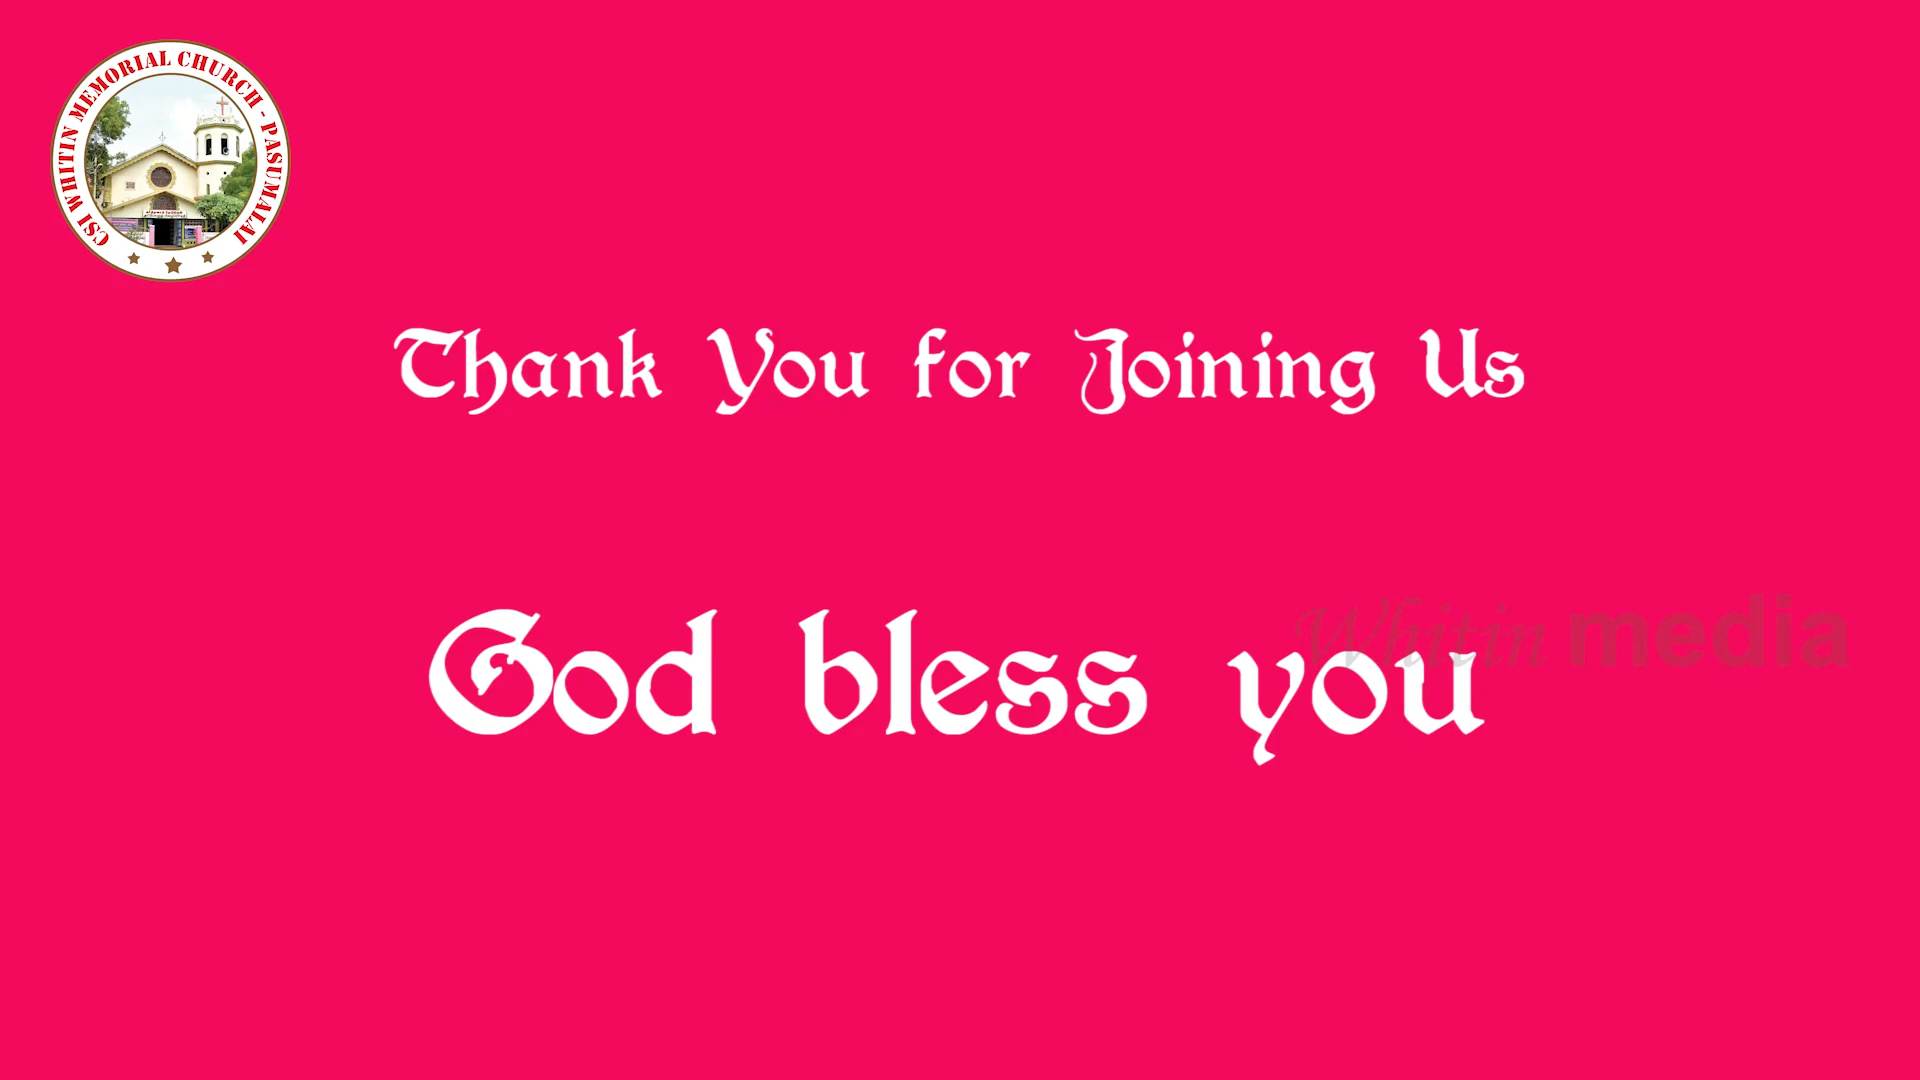 CSI WHITIN MEMORIAL CHURCH - PASUMALAI
Thank You for Joining Us
Whitin media
God bless you